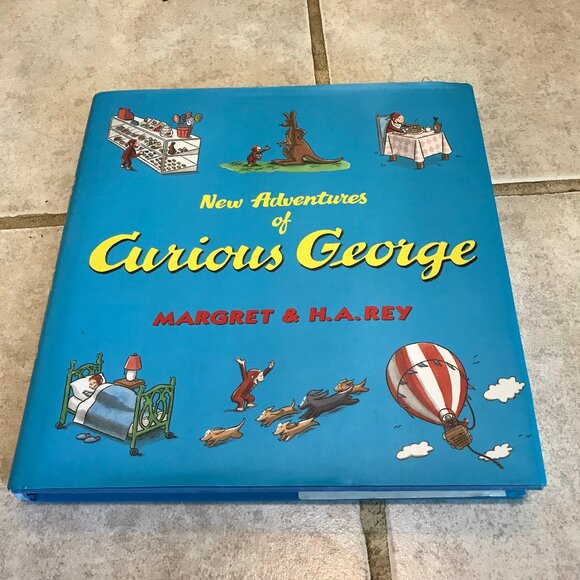 New Adventures
of
Curious George
MARGRET & H.A.REY